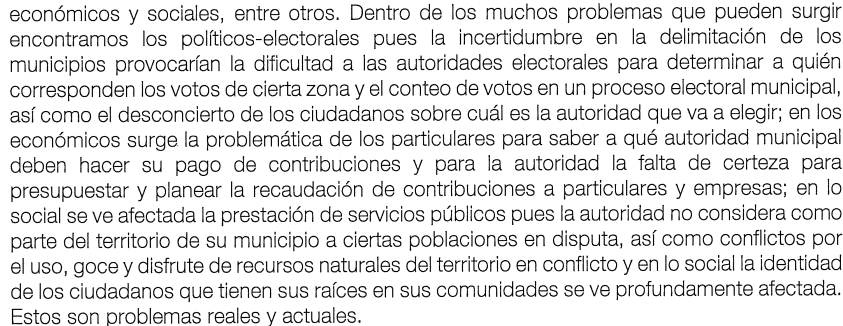 económicos y sociales, entre otros. Dentro de los muchos problemas que pueden surgir
encontramos los políticos-electorales pues la incertidumbre en la delimitación de los
municipios provocarían la dificultad a las autoridades electorales para determinar a quién
corresponden los votos de cierta zona y el conteo de votos en un proceso electoral municipal,
así como el desconcierto de los ciudadanos sobre cuál es la autoridad que va a elegir; en los
económicos surge la problemática de los particulares para saber a qué autoridad municipal
deben hacer su pago de contribuciones y para la autoridad la falta de certeza para
presupuestar y planear la recaudación de contribuciones a particulares y empresas; en lo
social se ve afectada la prestación de servicios públicos pues la autoridad no considera como
parte del territorio de su municipio a ciertas poblaciones en disputa, así como conflictos por
el uso, goce y disfrute de recursos naturales del territorio en conflicto y en lo social la identidad
de los ciudadanos que tienen sus raíces en sus comunidades se ve profundamente afectada.
Estos son problemas reales y actuales.